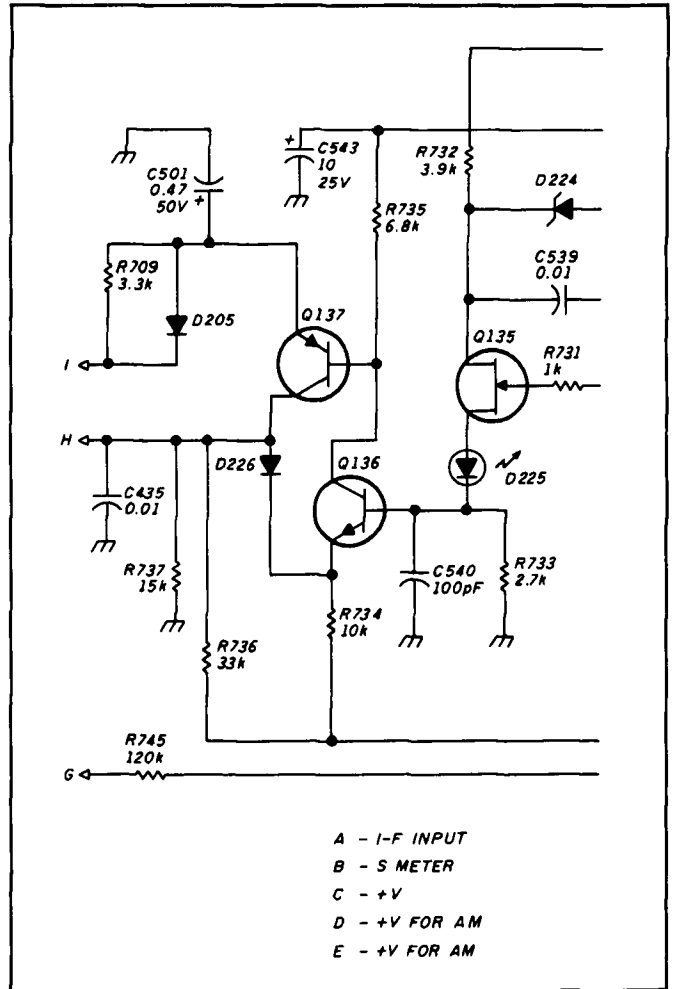 C501
0.47
50V
+
+
C543
10
25V
R732
3.9k
D224
R735
6.8k
C539
0.01
R709
3.3k
D205
Q137
Q135
R731
1k
I
H
D226
Q136
D225
C435
0.01
R737
15k
C540
100pF
R733
2.7k
R734
10k
R736
33k
R745
120k
G
A - I-F INPUT
B - S METER
C - +V
D - +V FOR AM
E - +V FOR AM